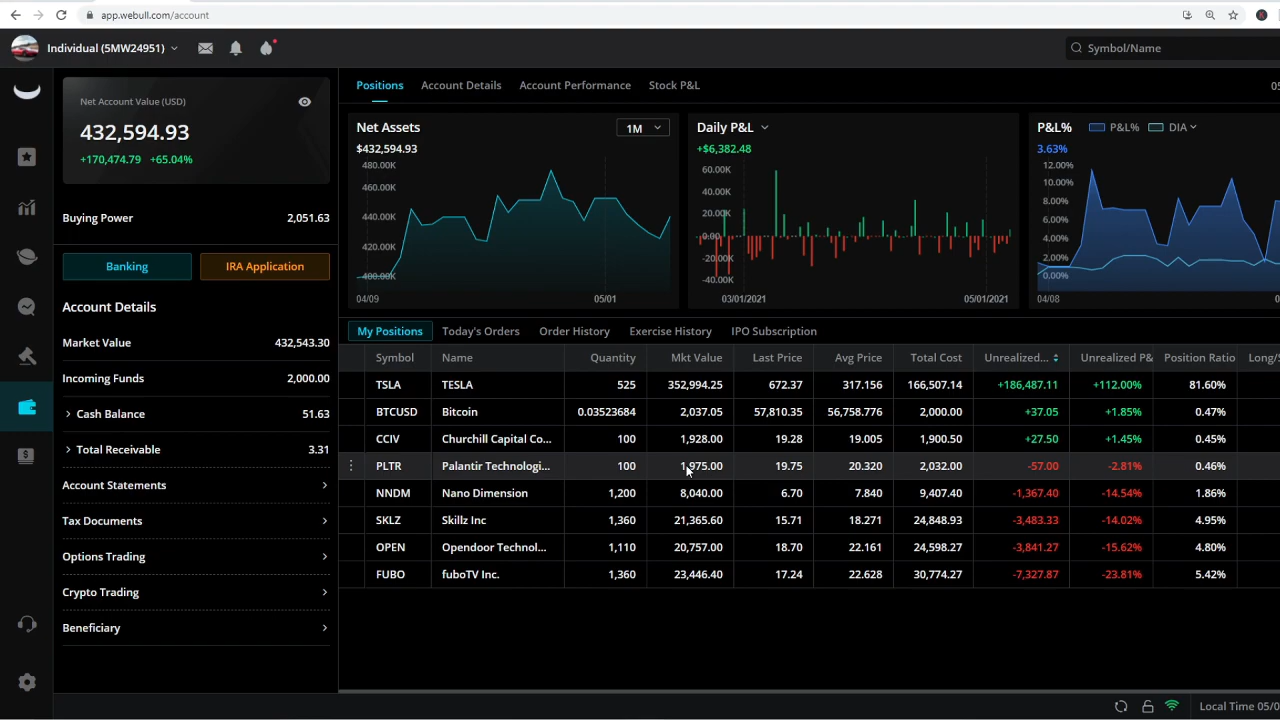 app.webull.com/account
Individual (5MW24951)
Symbol/Name
Net Account Value (USD)
432,594.93
+170,474.79 +65.04%
Buying Power 2,051.63
Banking IRA Application
Account Details
Market Value 432,543.30
Incoming Funds 2,000.00
Cash Balance 51.63
Total Receivable 3.31
Account Statements
Tax Documents
Options Trading
Crypto Trading
Beneficiary
Positions Account Details Account Performance Stock P&L 05
Net Assets 1M
$432,594.93
480.00K
460.00K
440.00K
420.00K
400.00K
04/09 05/01
Daily P&L
+$6,382.48
60.00K
40.00K
20.00K
0.00
-20.00K
-40.00K
03/01/2021 05/01/2021
P&L% P&L% DIA
3.63%
12.00%
10.00%
8.00%
6.00%
4.00%
2.00%
0.00%
04/08
My Positions Today's Orders Order History Exercise History IPO Subscription
Symbol Name Quantity Mkt Value Last Price Avg Price Total Cost Unrealized... Unrealized P& Position Ratio Long/S
TSLA TESLA 525 352,994.25 672.37 317.156 166,507.14 +186,487.11 +112.00% 81.60%
BTCUSD Bitcoin 0.03523684 2,037.05 57,810.35 56,758.776 2,000.00 +37.05 +1.85% 0.47%
CCIV Churchill Capital Co... 100 1,928.00 19.28 19.005 1,900.50 +27.50 +1.45% 0.45%
PLTR Palantir Technologi... 100 1,975.00 19.75 20.320 2,032.00 -57.00 -2.81% 0.46%
NNDM Nano Dimension 1,200 8,040.00 6.70 7.840 9,407.40 -1,367.40 -14.54% 1.86%
SKLZ Skillz Inc 1,360 21,365.60 15.71 18.271 24,848.93 -3,483.33 -14.02% 4.95%
OPEN Opendoor Technol... 1,110 20,757.00 18.70 22.161 24,598.27 -3,841.27 -15.62% 4.80%
FUBO fuboTV Inc. 1,360 23,446.40 17.24 22.628 30,774.27 -7,327.87 -23.81% 5.42%
Local Time 05/0